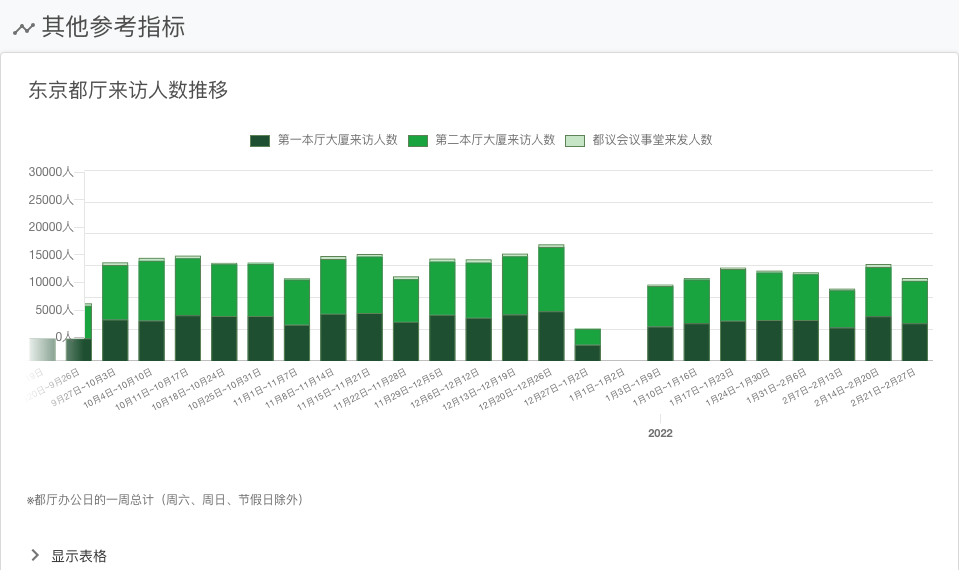 其他参考指标
东京都厅来访人数推移
第一本厅大厦来访人数 第二本厅大厦来访人数 都议会议事堂来发人数
30000人
25000人
20000人
15000人
10000人
5000人
0人
20日~9月26日
9月27日~10月3日
10月4日~10月10日
10月11日~10月17日
10月18日~10月24日
10月25日~10月31日
11月1日~11月7日
11月8日~11月14日
11月15日~11月21日
11月22日~11月28日
11月29日~12月5日
12月6日~12月12日
12月13日~12月19日
12月20日~12月26日
12月27日~1月2日
1月1日~1月2日
1月3日~1月9日
1月10日~1月16日
1月17日~1月23日
1月24日~1月30日
1月31日~2月6日
2月7日~2月13日
2月14日~2月20日
2月21日~2月27日
2022
※都厅办公日的一周总计（周六、周日、节假日除外）
显示表格